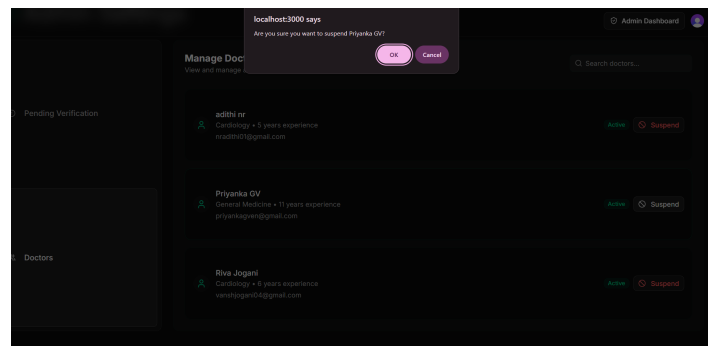 localhost:3000 says
Are you sure you want to suspend Priyanka GV?
OK
Cancel
Admin Dashboard
Manage Doc
View and manage
Search doctors...
Pending Verification
adithi nr
Cardiology • 5 years experience
nradithi01@gmail.com
Active
Suspend
Priyanka GV
General Medicine • 11 years experience
priyankagven@gmail.com
Active
Suspend
Doctors
Riva Jogani
Cardiology • 6 years experience
vanshjogani04@gmail.com
Active
Suspend